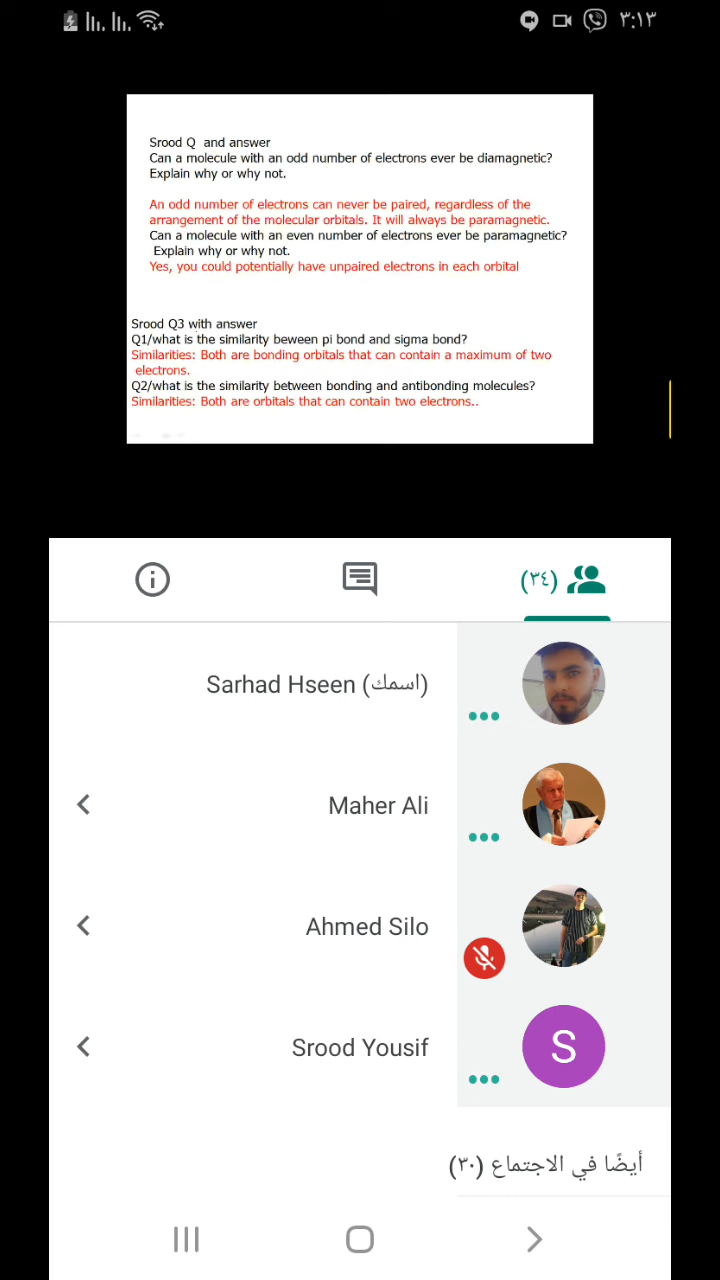 ٣:١٣
Srood Q and answer
Can a molecule with an odd number of electrons ever be diamagnetic?
Explain why or why not.
An odd number of electrons can never be paired, regardless of the
arrangement of the molecular orbitals. It will always be paramagnetic.
Can a molecule with an even number of electrons ever be paramagnetic?
Explain why or why not.
Yes, you could potentially have unpaired electrons in each orbital
Srood Q3 with answer
Q1/what is the similarity beween pi bond and sigma bond?
Similarities: Both are bonding orbitals that can contain a maximum of two
electrons.
Q2/what is the similarity between bonding and antibonding molecules?
Similarities: Both are orbitals that can contain two electrons..
(٣٤)
Sarhad Hseen (اسمك)
Maher Ali
Ahmed Silo
Srood Yousif
S
أيضًا في الاجتماع (٣٠)